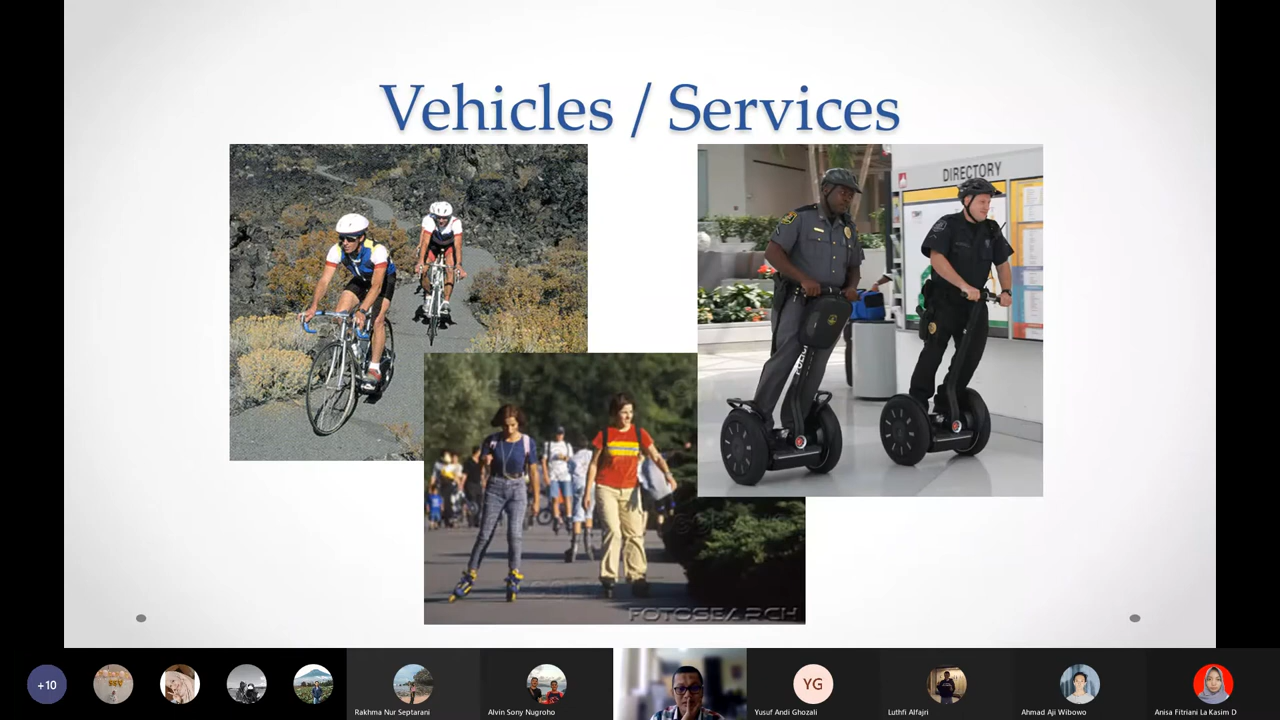 Vehicles / Services
DIRECTORY
FOTOSEARCH
+10
Rakhma Nur Septarani
Alvin Sony Nugroho
YG
Yusuf Andi Ghozali
Luthfi Alfajri
Ahmad Aji Wibowo
Anisa Fitriani La Kasim D